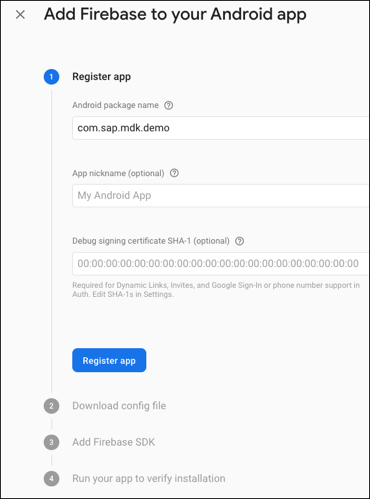 Add Firebase to your Android app
1
Register app
Android package name
com.sap.mdk.demo
App nickname (optional)
My Android App
Debug signing certificate SHA-1 (optional)
00:00:00:00:00:00:00:00:00:00:00:00:00:00:00:00:00:00:00:00
Required for Dynamic Links, Invites, and Google Sign-In or phone number support in
Auth. Edit SHA-1s in Settings.
Register app
2
Download config file
3
Add Firebase SDK
4
Run your app to verify installation